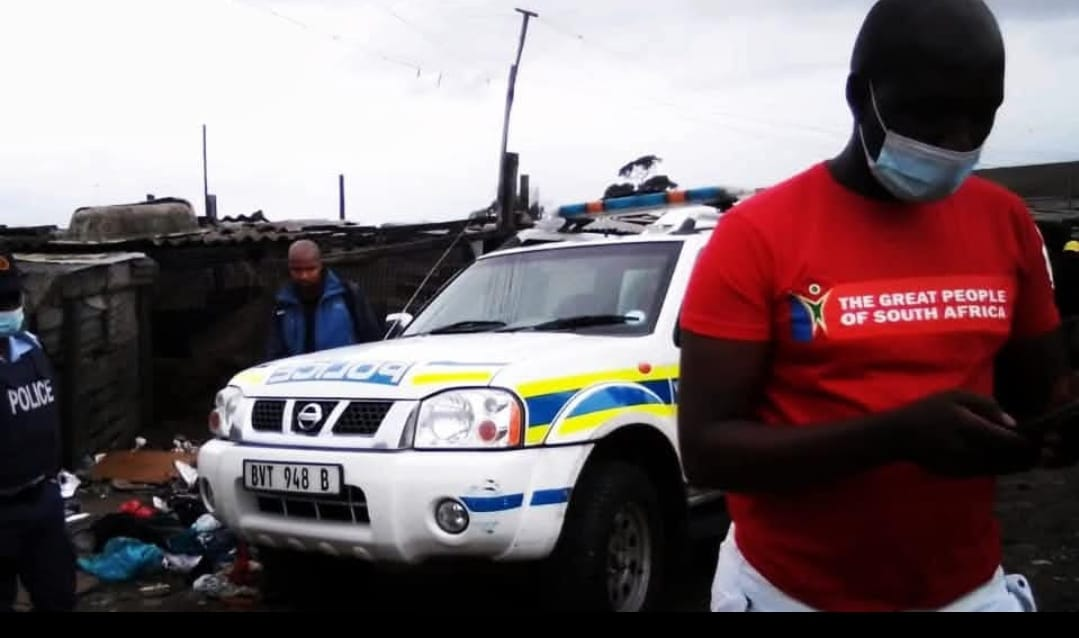 POLICE
POLICE
BVT 948 B
THE GREAT PEOPLE
OF SOUTH AFRICA